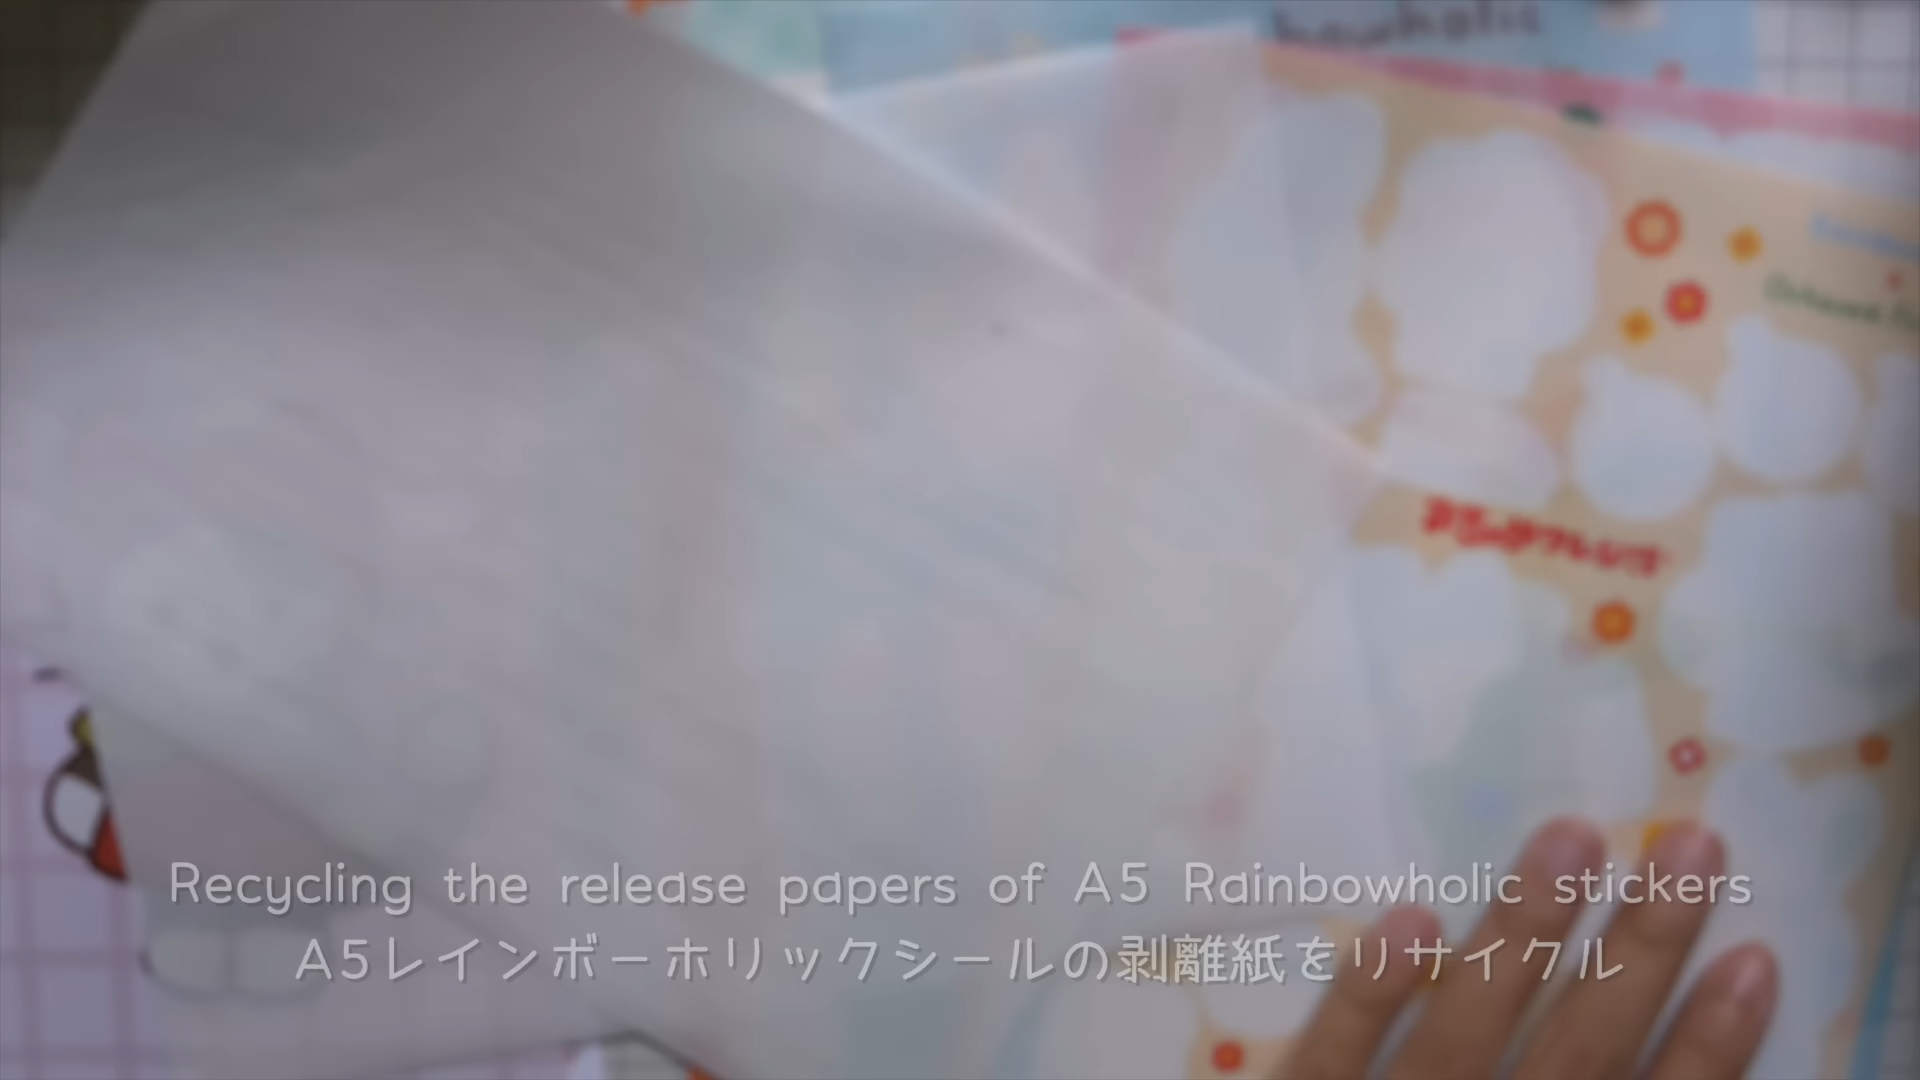 bowholic
Recycling the release papers of A5 Rainbowholic stickers
A5レインボーホリックシールの剥離紙をリサイクル